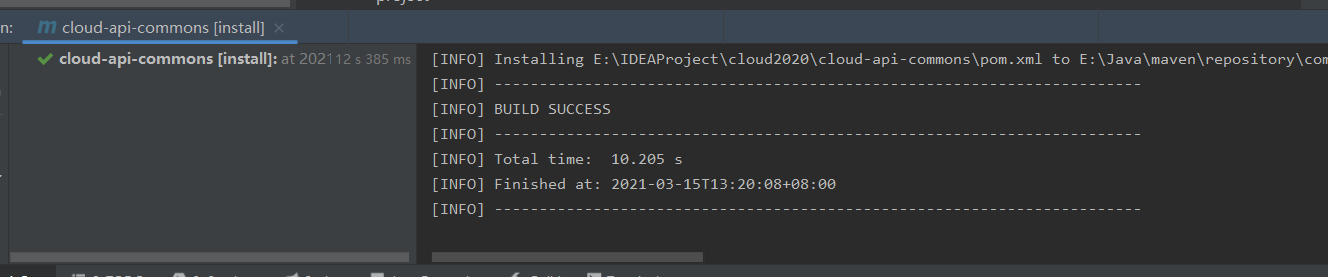 n:
cloud-api-commons [install]
cloud-api-commons [install]: at 202112 s 385 ms
[INFO] Installing E:\IDEAProject\cloud2020\cloud-api-commons\pom.xml to E:\Java\maven\repository\com
[INFO] ------------------------------------------------------------------------
[INFO] BUILD SUCCESS
[INFO] ------------------------------------------------------------------------
[INFO] Total time:  10.205 s
[INFO] Finished at: 2021-03-15T13:20:08+08:00
[INFO] ------------------------------------------------------------------------